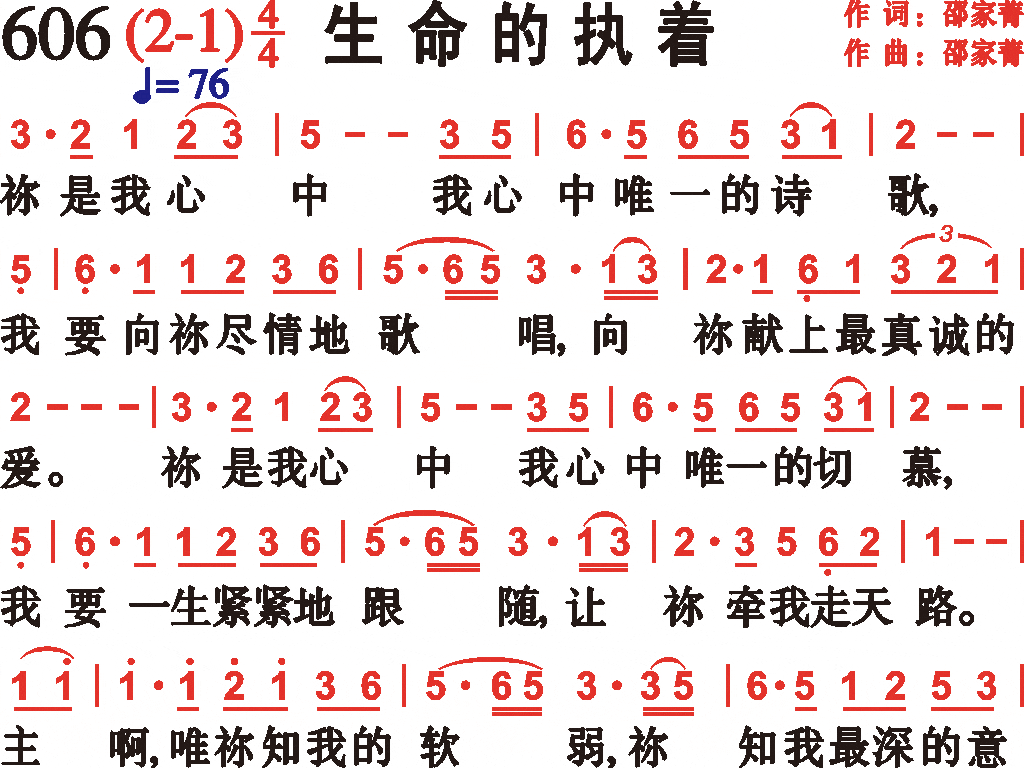 606 (2-1) 4/4 生命的执着 作 词：邵家菁
♩= 76 作 曲：邵家菁
3 · 2 1 2 3 | 5 - - 3 5 | 6 · 5 6 5 3 1 | 2 - - |
祢是我心 中 我心 中唯一的诗 歌,
5̣ | 6̣ · 1 1 2 3 6 | 5 · 6 5 3 · 1 3 | 2 · 1 6̣ 1 3 2 1 |
我 要 向祢尽情地 歌 唱, 向 祢献上最真诚的
2 - - - | 3 · 2 1 2 3 | 5 - - 3 5 | 6 · 5 6 5 3 1 | 2 - - |
爱。 祢 是我心 中 我心 中 唯一的切 慕,
5̣ | 6̣ · 1 1 2 3 6 | 5 · 6 5 3 · 1 3 | 2 · 3 5 6̣ 2 | 1 - - |
我 要 一生紧紧地 跟 随, 让 祢 牵我走天 路。
1 1̇ | 1̇ · 1̇ 2̇ 1̇ 3 6 | 5 · 6 5 3 · 3 5 | 6 · 5 1 2 5 3 |
主 啊, 唯祢知我的 软 弱, 祢 知我最深的意